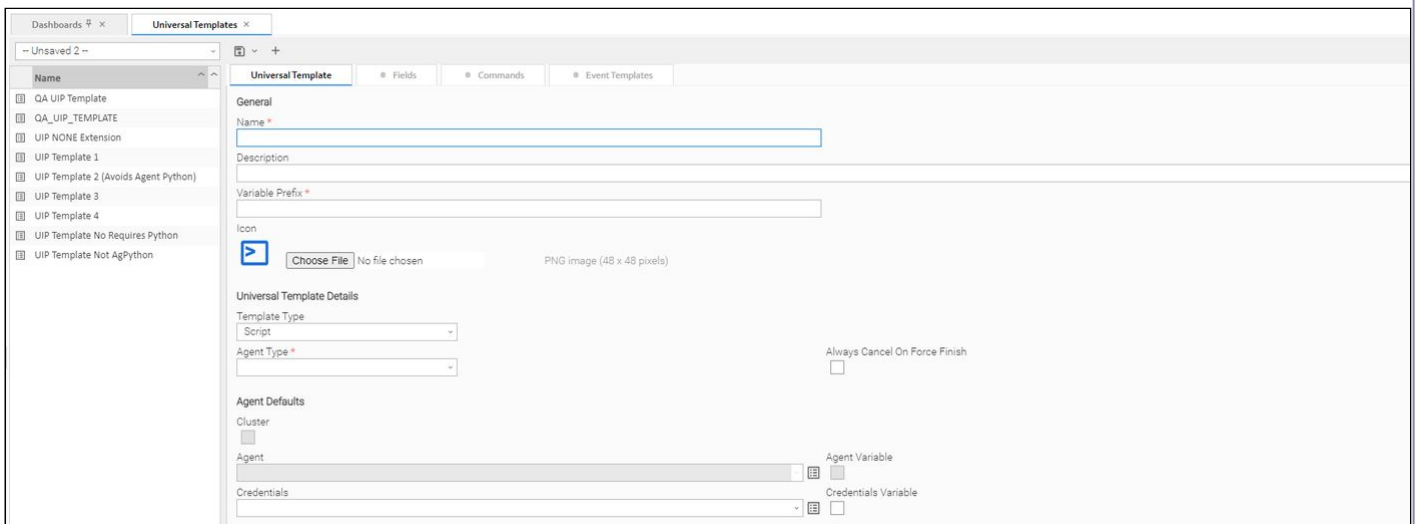 Dashboards
Universal Templates
-- Unsaved 2 --
Name
QA UIP Template
QA_UIP_TEMPLATE
UIP NONE Extension
UIP Template 1
UIP Template 2 (Avoids Agent Python)
UIP Template 3
UIP Template 4
UIP Template No Requires Python
UIP Template Not AgPython
Universal Template
Fields
Commands
Event Templates
General
Name *
Description
Variable Prefix *
Icon
Choose File No file chosen
PNG image (48 x 48 pixels)
Universal Template Details
Template Type
Script
Agent Type *
Always Cancel On Force Finish
Agent Defaults
Cluster
Agent
Agent Variable
Credentials
Credentials Variable